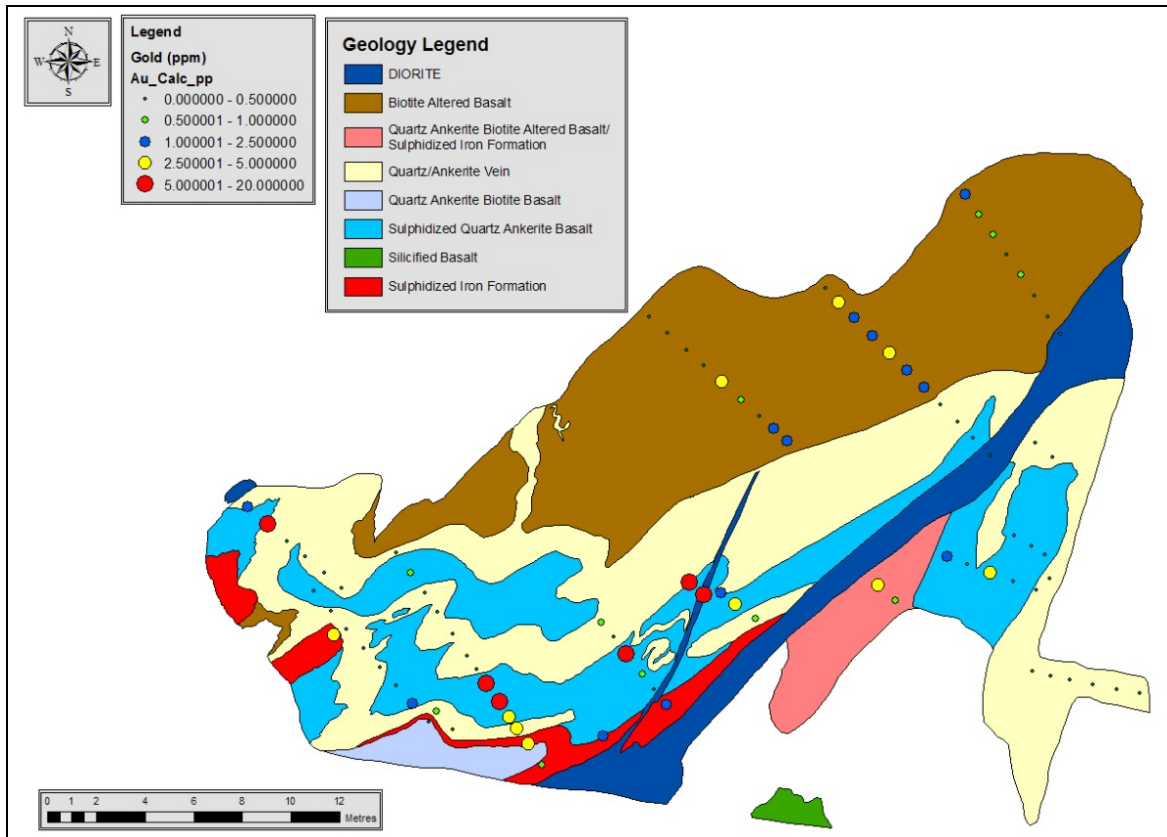 N
W E
S
Legend
Gold (ppm)
Au_Calc_pp
0.000000 - 0.500000
0.500001 - 1.000000
1.000001 - 2.500000
2.500001 - 5.000000
5.000001 - 20.000000
Geology Legend
DIORITE
Biotite Altered Basalt
Quartz Ankerite Biotite Altered Basalt/
Sulphidized Iron Formation
Quartz/Ankerite Vein
Quartz Ankerite Biotite Basalt
Sulphidized Quartz Ankerite Basalt
Silicified Basalt
Sulphidized Iron Formation
0 1 2 4 6 8 10 12
Metres